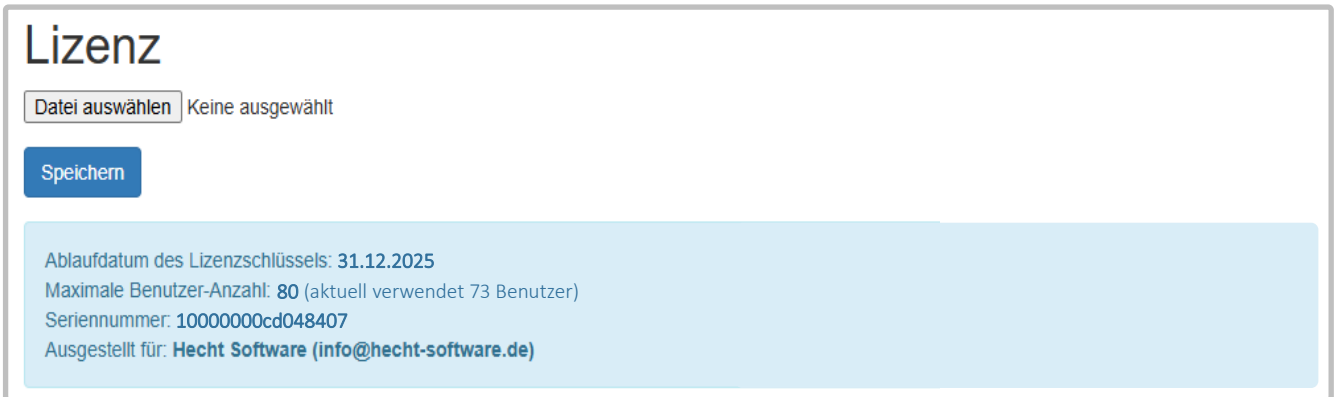 Lizenz
Datei auswählen Keine ausgewählt
Speichern
Ablaufdatum des Lizenzschlüssels: 31.12.2025
Maximale Benutzer-Anzahl: 80 (aktuell verwendet 73 Benutzer)
Seriennummer: 10000000cd048407
Ausgestellt für: Hecht Software (info@hecht-software.de)